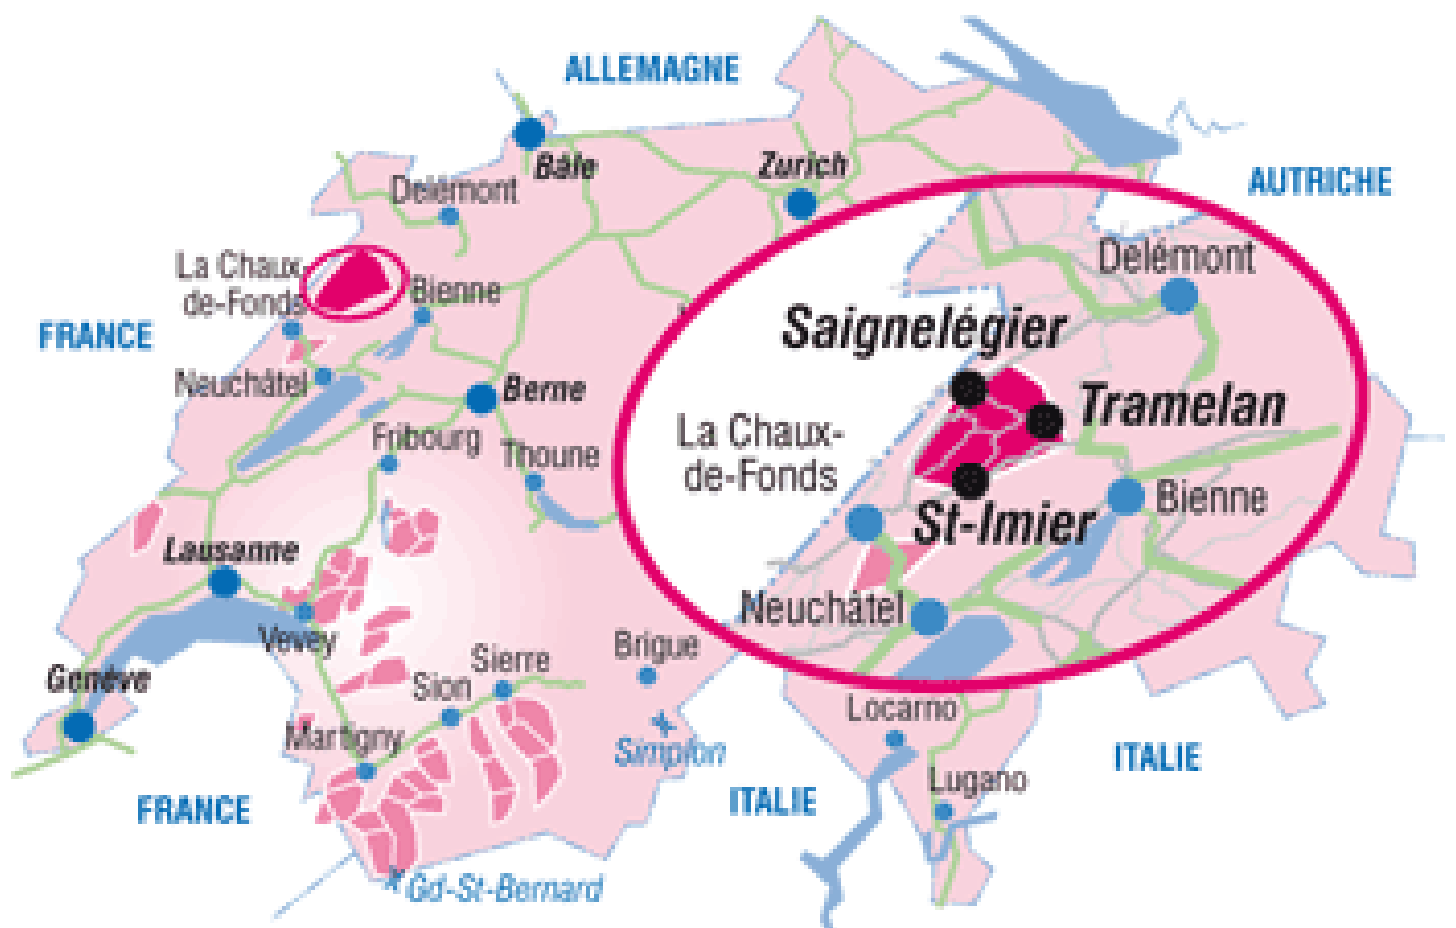 ALLEMAGNE
Bâle
Zurich
AUTRICHE
Delémont
La Chaux-
de-Fonds
Bienne
FRANCE
Neuchâtel
Berne
Fribourg
Thoune
Delémont
Saignelégier
Tramelan
La Chaux-
de-Fonds
St-Imier
Bienne
Neuchâtel
Lausanne
Vevey
Genève
Sierre
Sion
Brigue
Martigny
Simplon
Locarno
Lugano
ITALIE
ITALIE
FRANCE
Gd-St-Bernard